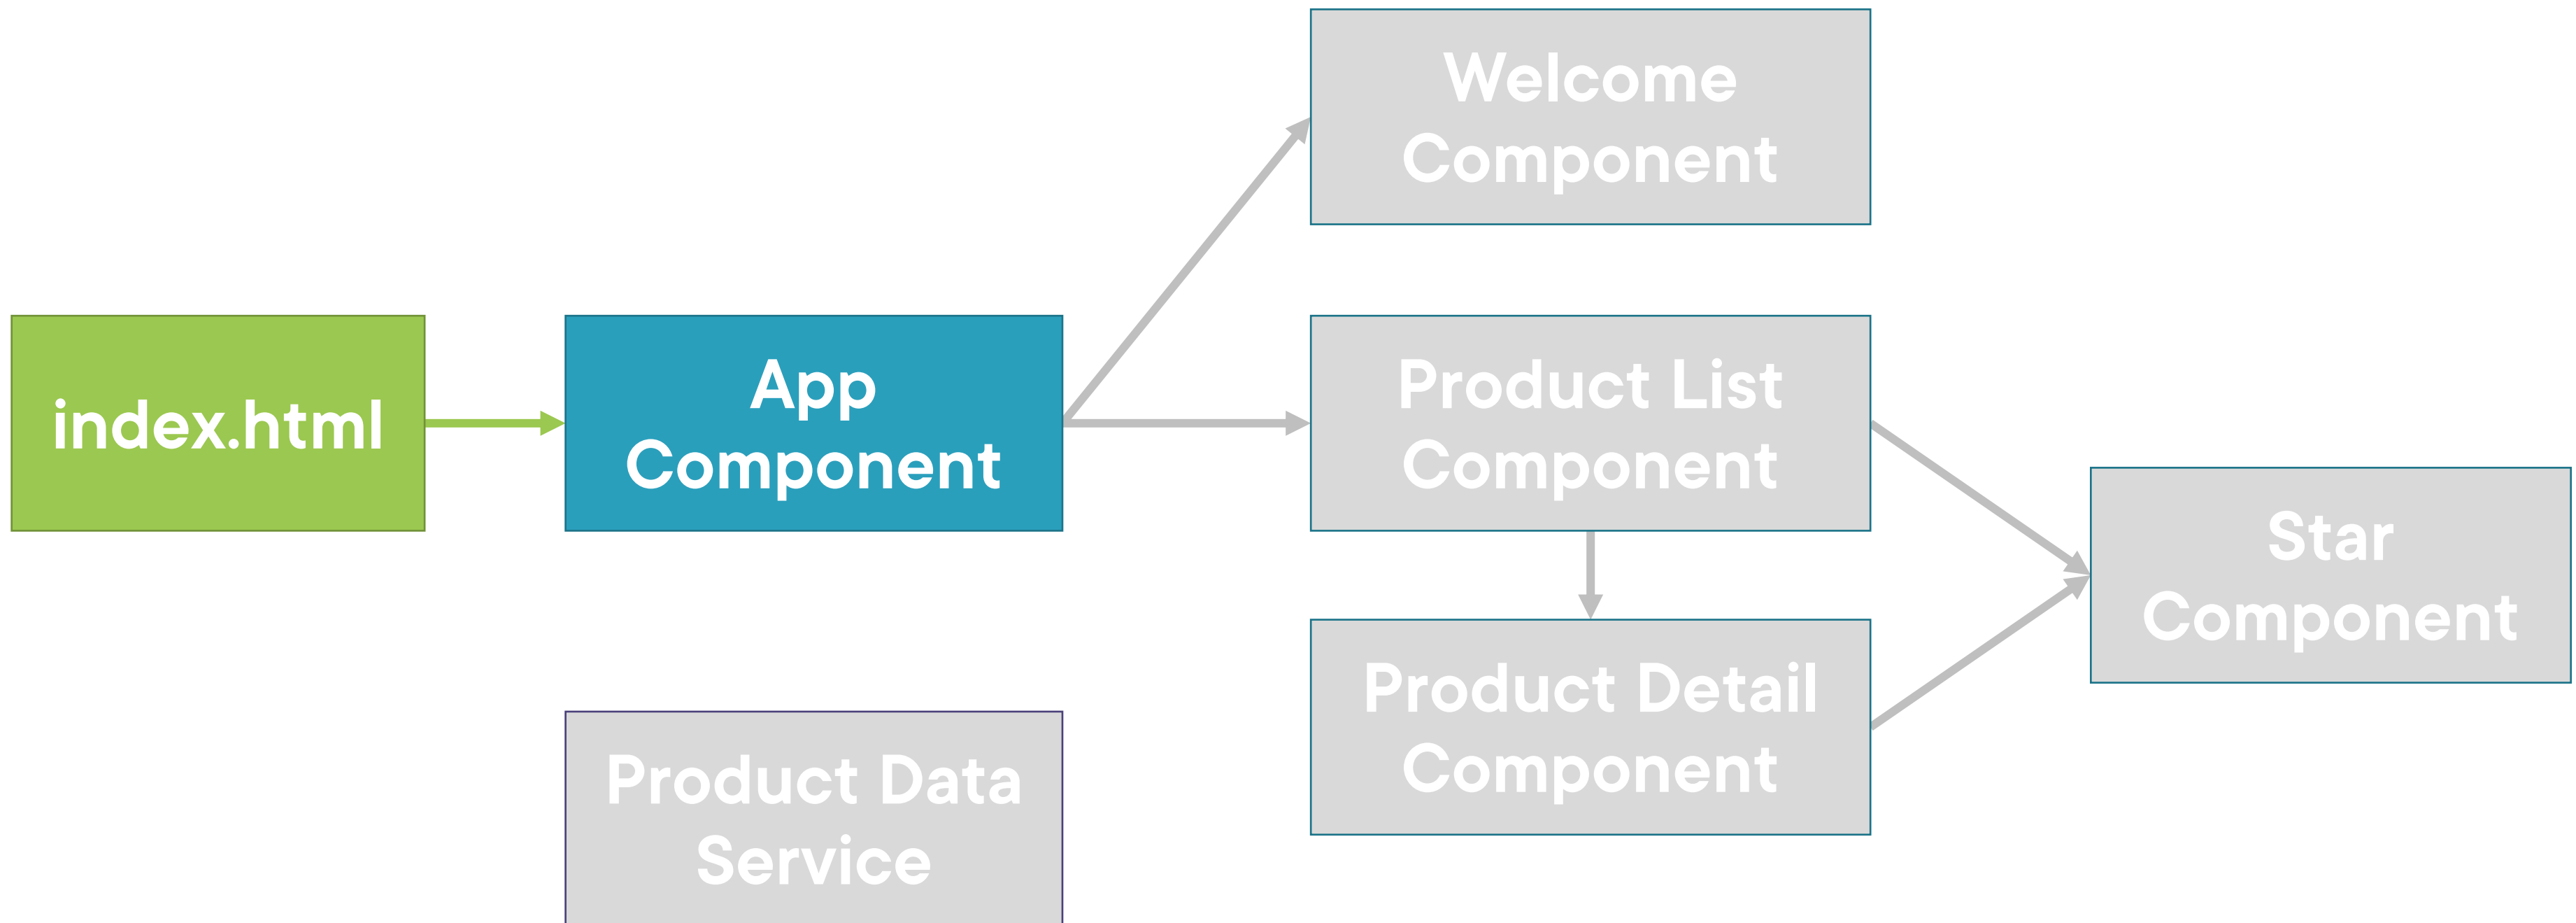 Welcome
Component
index.html
App
Component
Product List
Component
Star
Component
Product Detail
Component
Product Data
Service